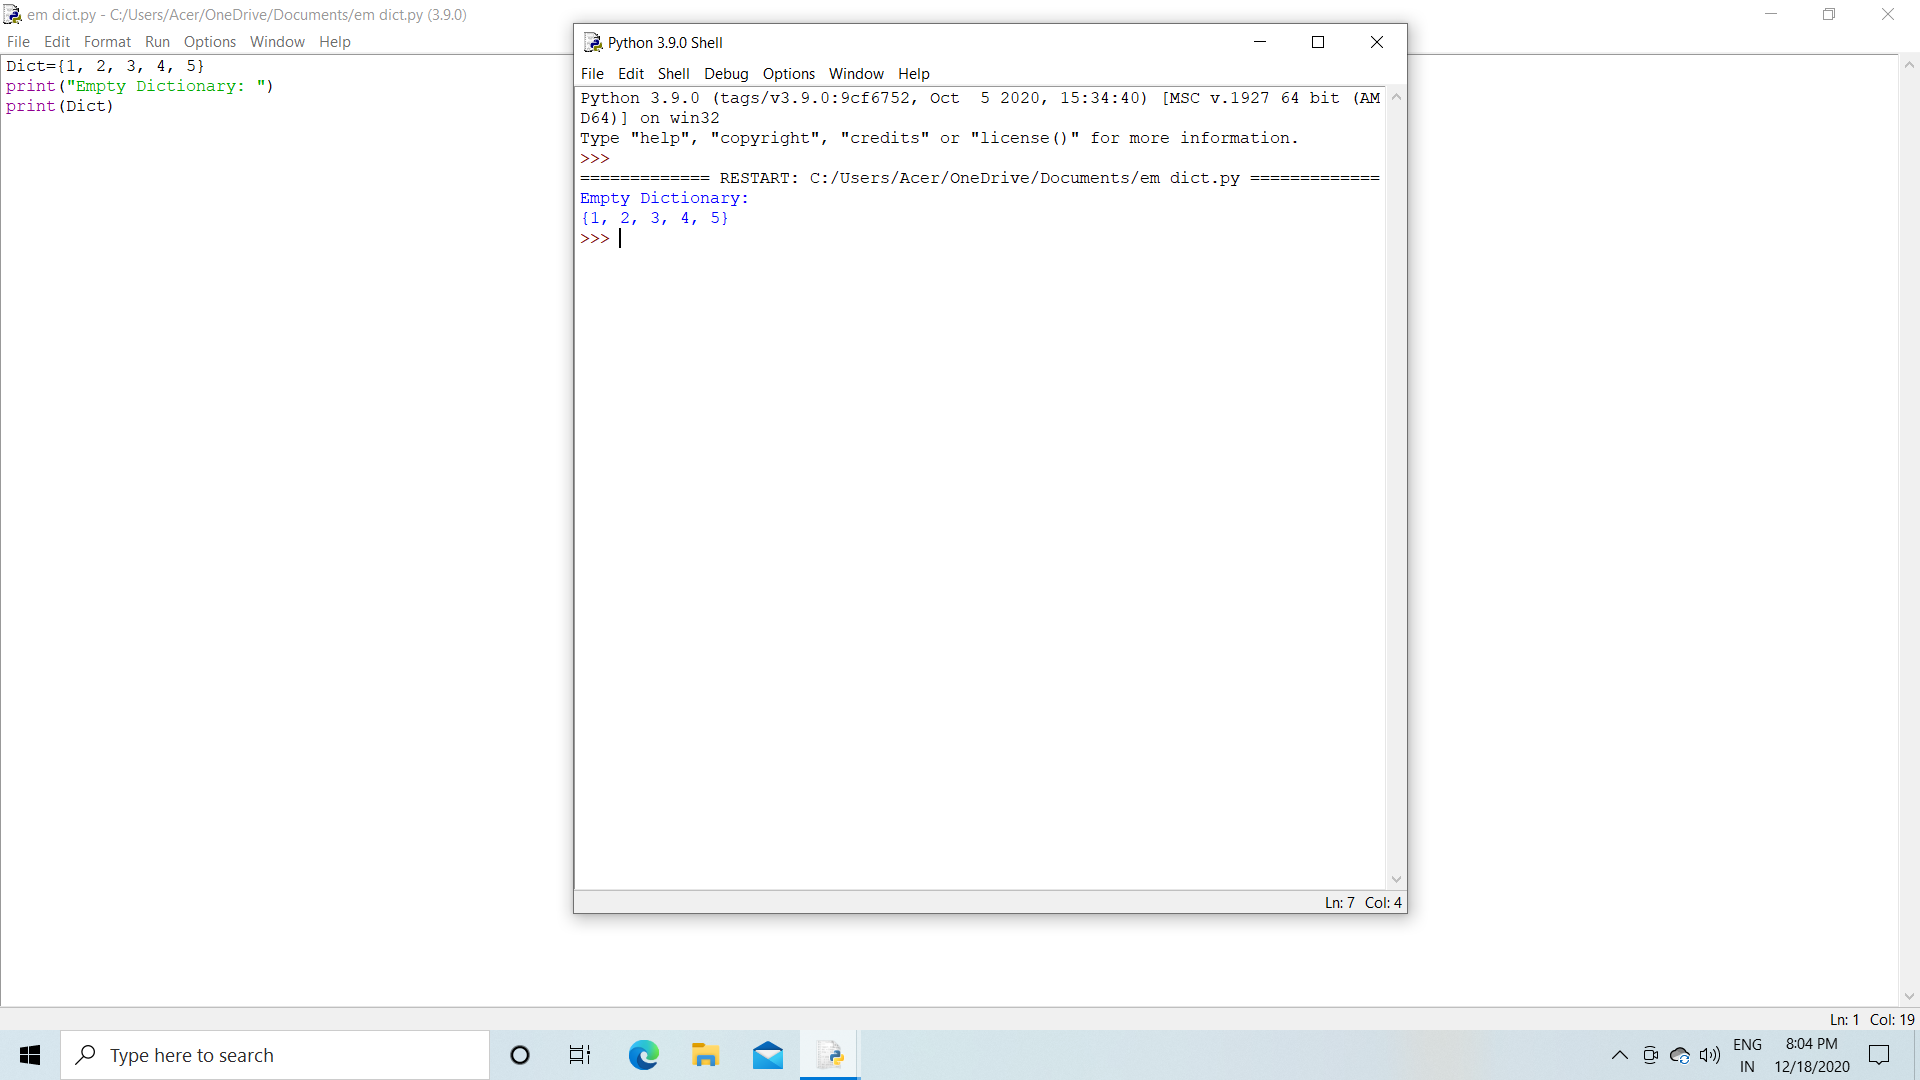 em dict.py - C:/Users/Acer/OneDrive/Documents/em dict.py (3.9.0)
File Edit Format Run Options Window Help
Dict={1, 2, 3, 4, 5}
print("Empty Dictionary: ")
print(Dict)
Python 3.9.0 Shell
File Edit Shell Debug Options Window Help
Python 3.9.0 (tags/v3.9.0:9cf6752, Oct  5 2020, 15:34:40) [MSC v.1927 64 bit (AM
D64)] on win32
Type "help", "copyright", "credits" or "license()" for more information.
>>>
============= RESTART: C:/Users/Acer/OneDrive/Documents/em dict.py =============
Empty Dictionary:
{1, 2, 3, 4, 5}
>>>
Ln: 7 Col: 4
Ln: 1 Col: 19
Type here to search
ENG
IN
8:04 PM
12/18/2020